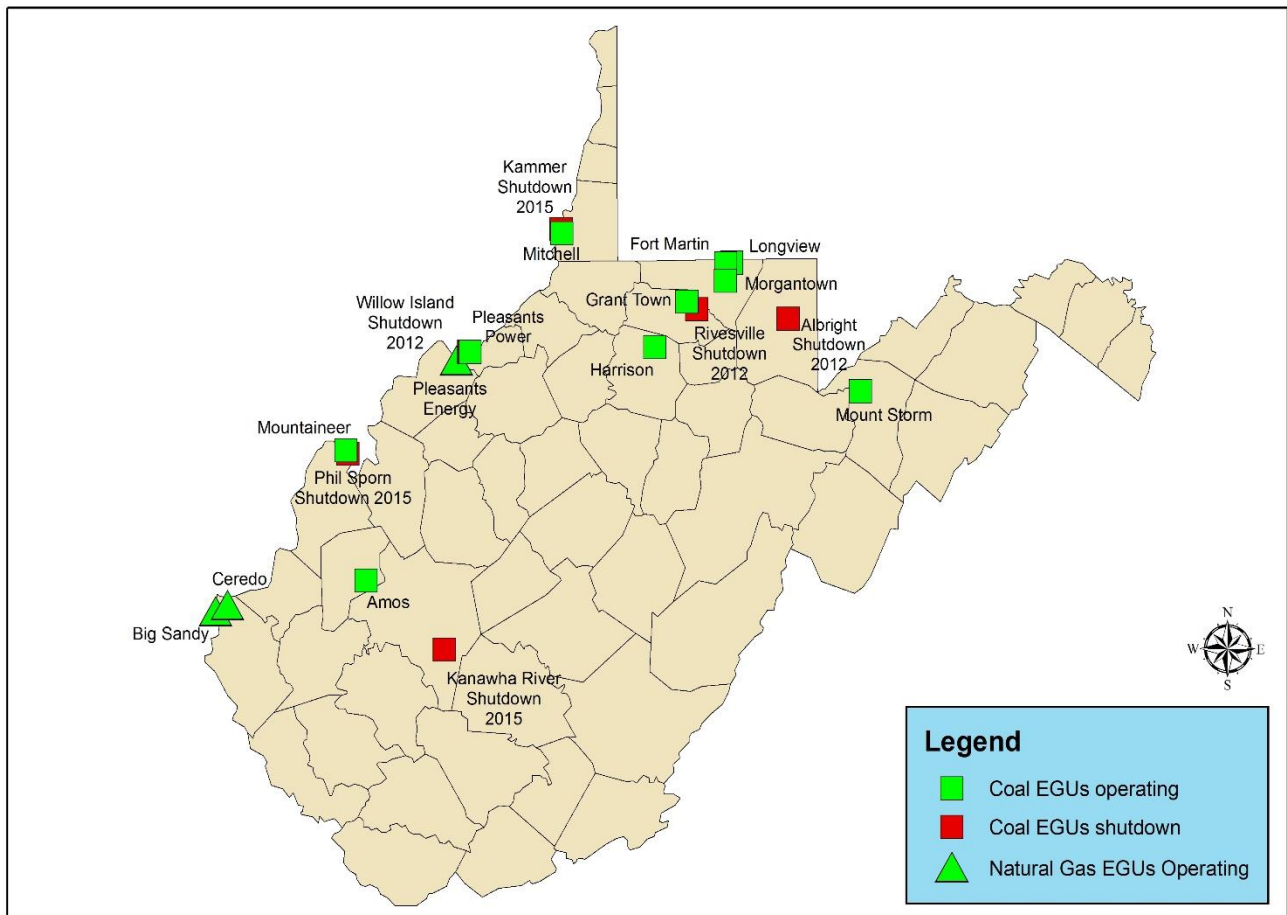 Kammer
Shutdown
2015
Mitchell
Fort Martin
Longview
Morgantown
Grant Town
Rivesville
Shutdown
2012
Albright
Shutdown
2012
Willow Island
Shutdown
2012
Pleasants
Power
Pleasants
Energy
Harrison
Mount Storm
Mountaineer
Phil Sporn
Shutdown 2015
Ceredo
Big Sandy
Amos
Kanawha River
Shutdown
2015
N
W
E
S
Legend
Coal EGUs operating
Coal EGUs shutdown
Natural Gas EGUs Operating